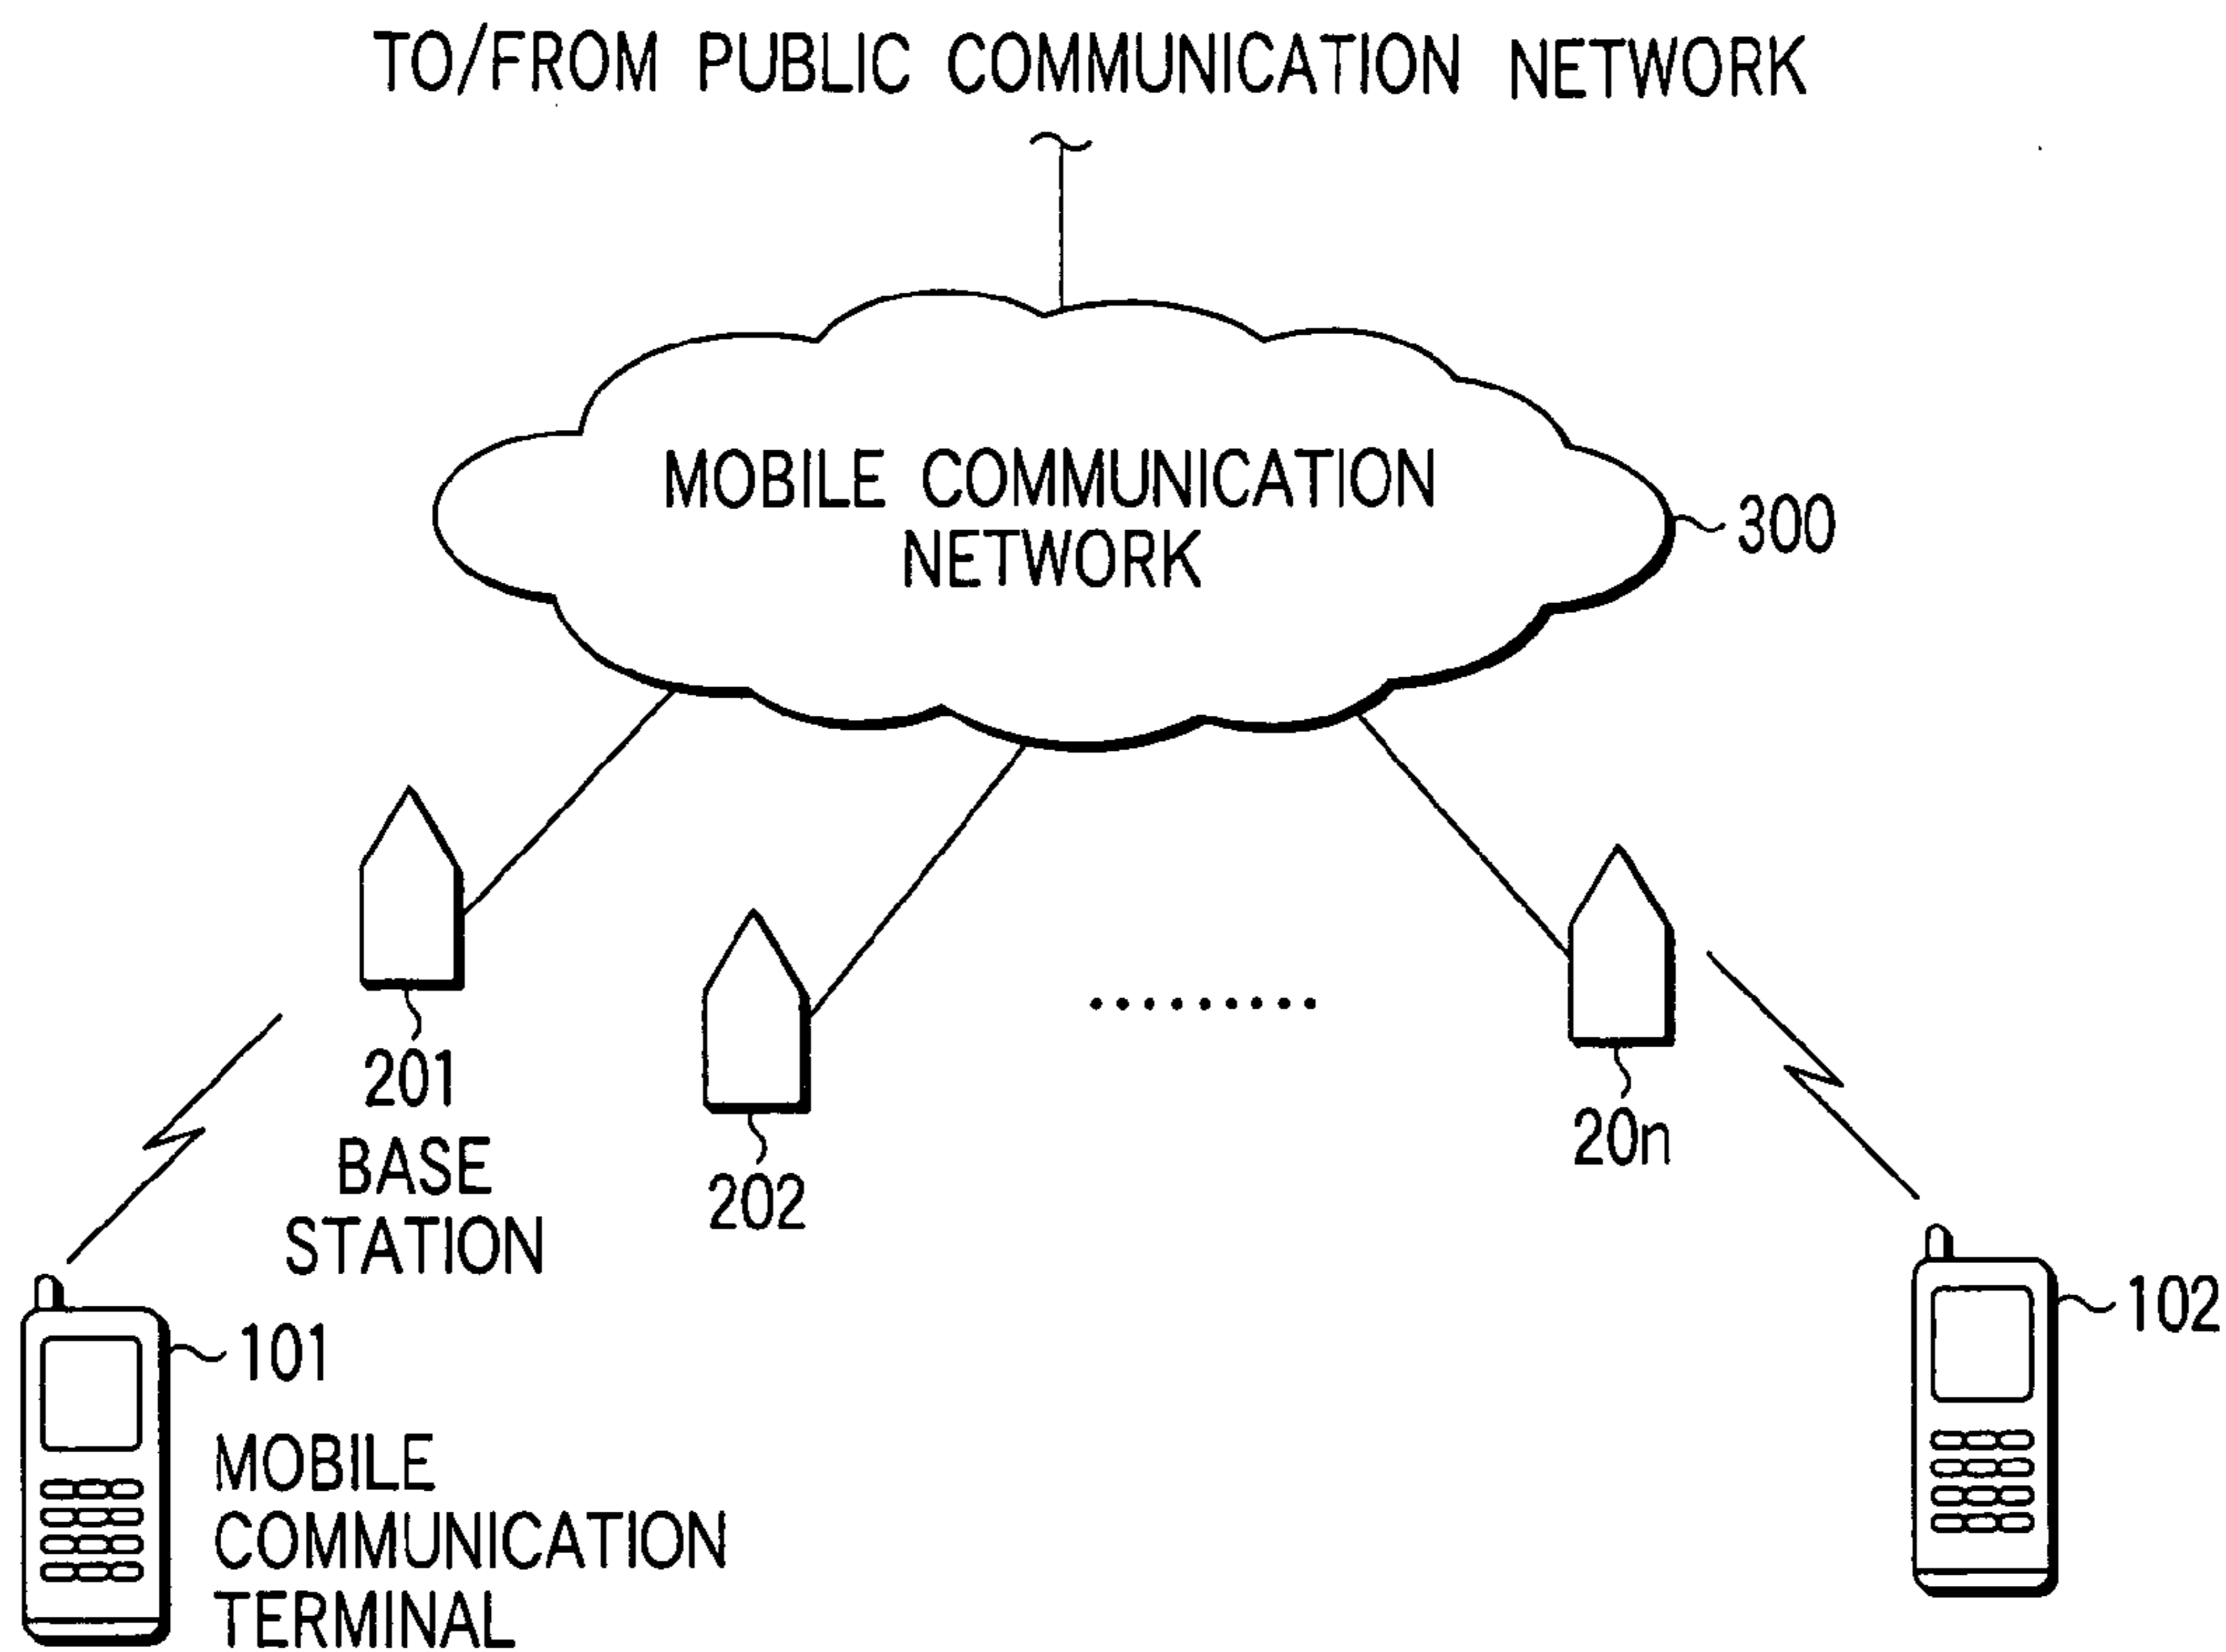 TO/FROM PUBLIC COMMUNICATION NETWORK
MOBILE COMMUNICATION
NETWORK
300
201
BASE
STATION
202
20n
101
MOBILE
COMMUNICATION
TERMINAL
102